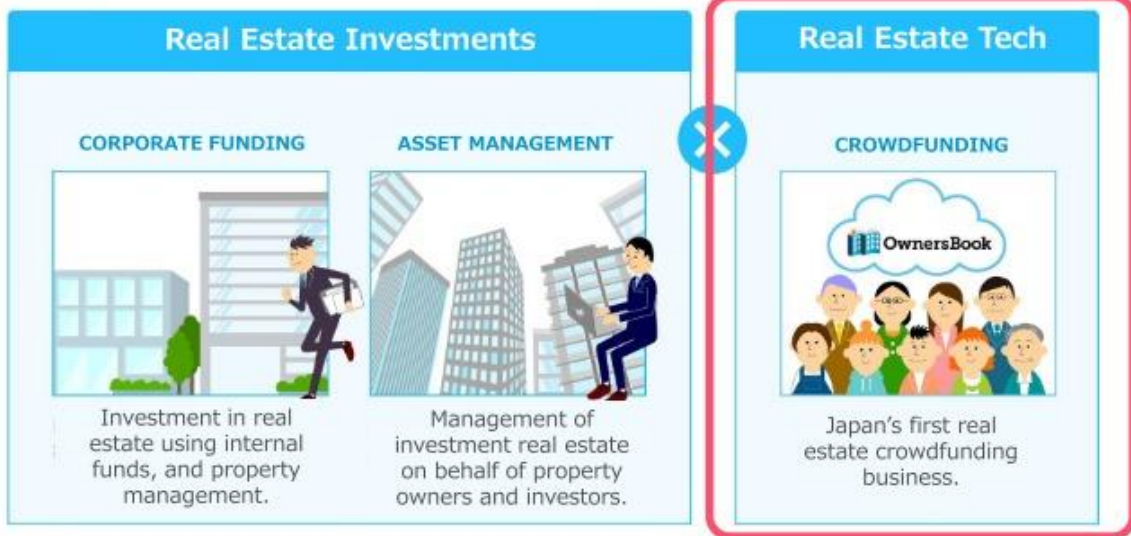 Real Estate Investments
CORPORATE FUNDING
Investment in real
estate using internal
funds, and property
management.
ASSET MANAGEMENT
Management of
investment real estate
on behalf of property
owners and investors.
Real Estate Tech
CROWDFUNDING
OwnersBook
Japan's first real
estate crowdfunding
business.